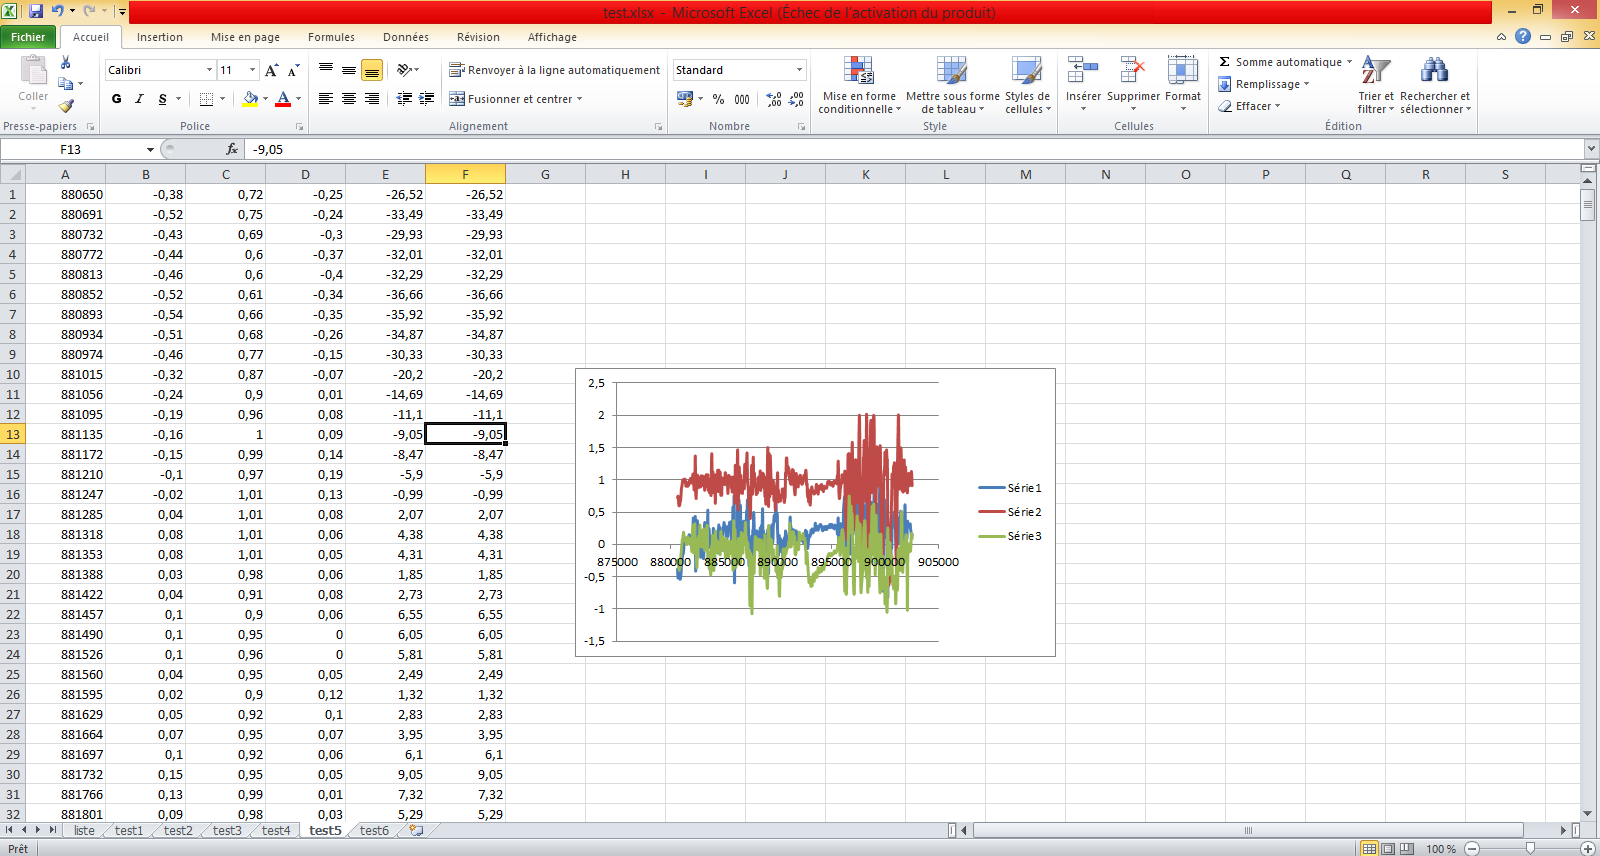 test.xlsx - Microsoft Excel (Échec de l'activation du produit)
Fichier Accueil Insertion Mise en page Formules Données Révision Affichage
Calibri 11 Renvoyer à la ligne automatiquement Standard Somme automatique
Coller Mise en forme conditionnelle Mettre sous forme de tableau Styles de cellules Insérer Supprimer Format Remplissage Trier et filtrer Rechercher et sélectionner
G I S Fusionner et centrer % 000 Effacer
Presse-papiers Police Alignement Nombre Style Cellules Édition
F13 fx -9,05
A B C D E F G H I J K L M N O P Q R S
1 880650 -0,38 0,72 -0,25 -26,52 -26,52
2 880691 -0,52 0,75 -0,24 -33,49 -33,49
3 880732 -0,43 0,69 -0,3 -29,93 -29,93
4 880772 -0,44 0,6 -0,37 -32,01 -32,01
5 880813 -0,46 0,6 -0,4 -32,29 -32,29
6 880852 -0,52 0,61 -0,34 -36,66 -36,66
7 880893 -0,54 0,66 -0,35 -35,92 -35,92
8 880934 -0,51 0,68 -0,26 -34,87 -34,87
9 880974 -0,46 0,77 -0,15 -30,33 -30,33
10 881015 -0,32 0,87 -0,07 -20,2 -20,2
11 881056 -0,24 0,9 0,01 -14,69 -14,69
12 881095 -0,19 0,96 0,08 -11,1 -11,1
13 881135 -0,16 1 0,09 -9,05 -9,05
14 881172 -0,15 0,99 0,14 -8,47 -8,47
15 881210 -0,1 0,97 0,19 -5,9 -5,9
16 881247 -0,02 1,01 0,13 -0,99 -0,99
17 881285 0,04 1,01 0,08 2,07 2,07
18 881318 0,08 1,01 0,06 4,38 4,38
19 881353 0,08 1,01 0,05 4,31 4,31
20 881388 0,03 0,98 0,06 1,85 1,85
21 881422 0,04 0,91 0,08 2,73 2,73
22 881457 0,1 0,9 0,06 6,55 6,55
23 881490 0,1 0,95 0 6,05 6,05
24 881526 0,1 0,96 0 5,81 5,81
25 881560 0,04 0,95 0,05 2,49 2,49
26 881595 0,02 0,9 0,12 1,32 1,32
27 881629 0,05 0,92 0,1 2,83 2,83
28 881664 0,07 0,95 0,07 3,95 3,95
29 881697 0,1 0,92 0,06 6,1 6,1
30 881732 0,15 0,95 0,05 9,05 9,05
31 881766 0,13 0,99 0,01 7,32 7,32
32 881801 0,09 0,98 0,03 5,29 5,29
2,5
2
1,5
1
0,5
0
875000 880000 885000 890000 895000 900000 905000
-0,5
-1
-1,5
Série1
Série2
Série3
liste test1 test2 test3 test4 test5 test6
Prêt 100 %